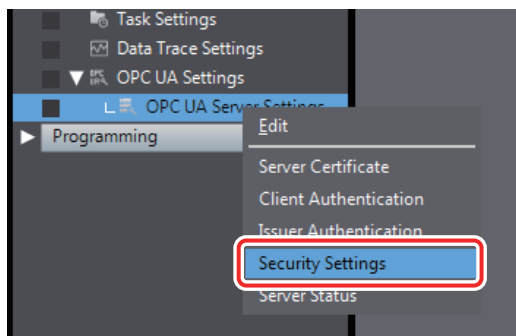 Task Settings
Data Trace Settings
OPC UA Settings
OPC UA Server Settings
Programming
Edit
Server Certificate
Client Authentication
Issuer Authentication
Security Settings
Server Status